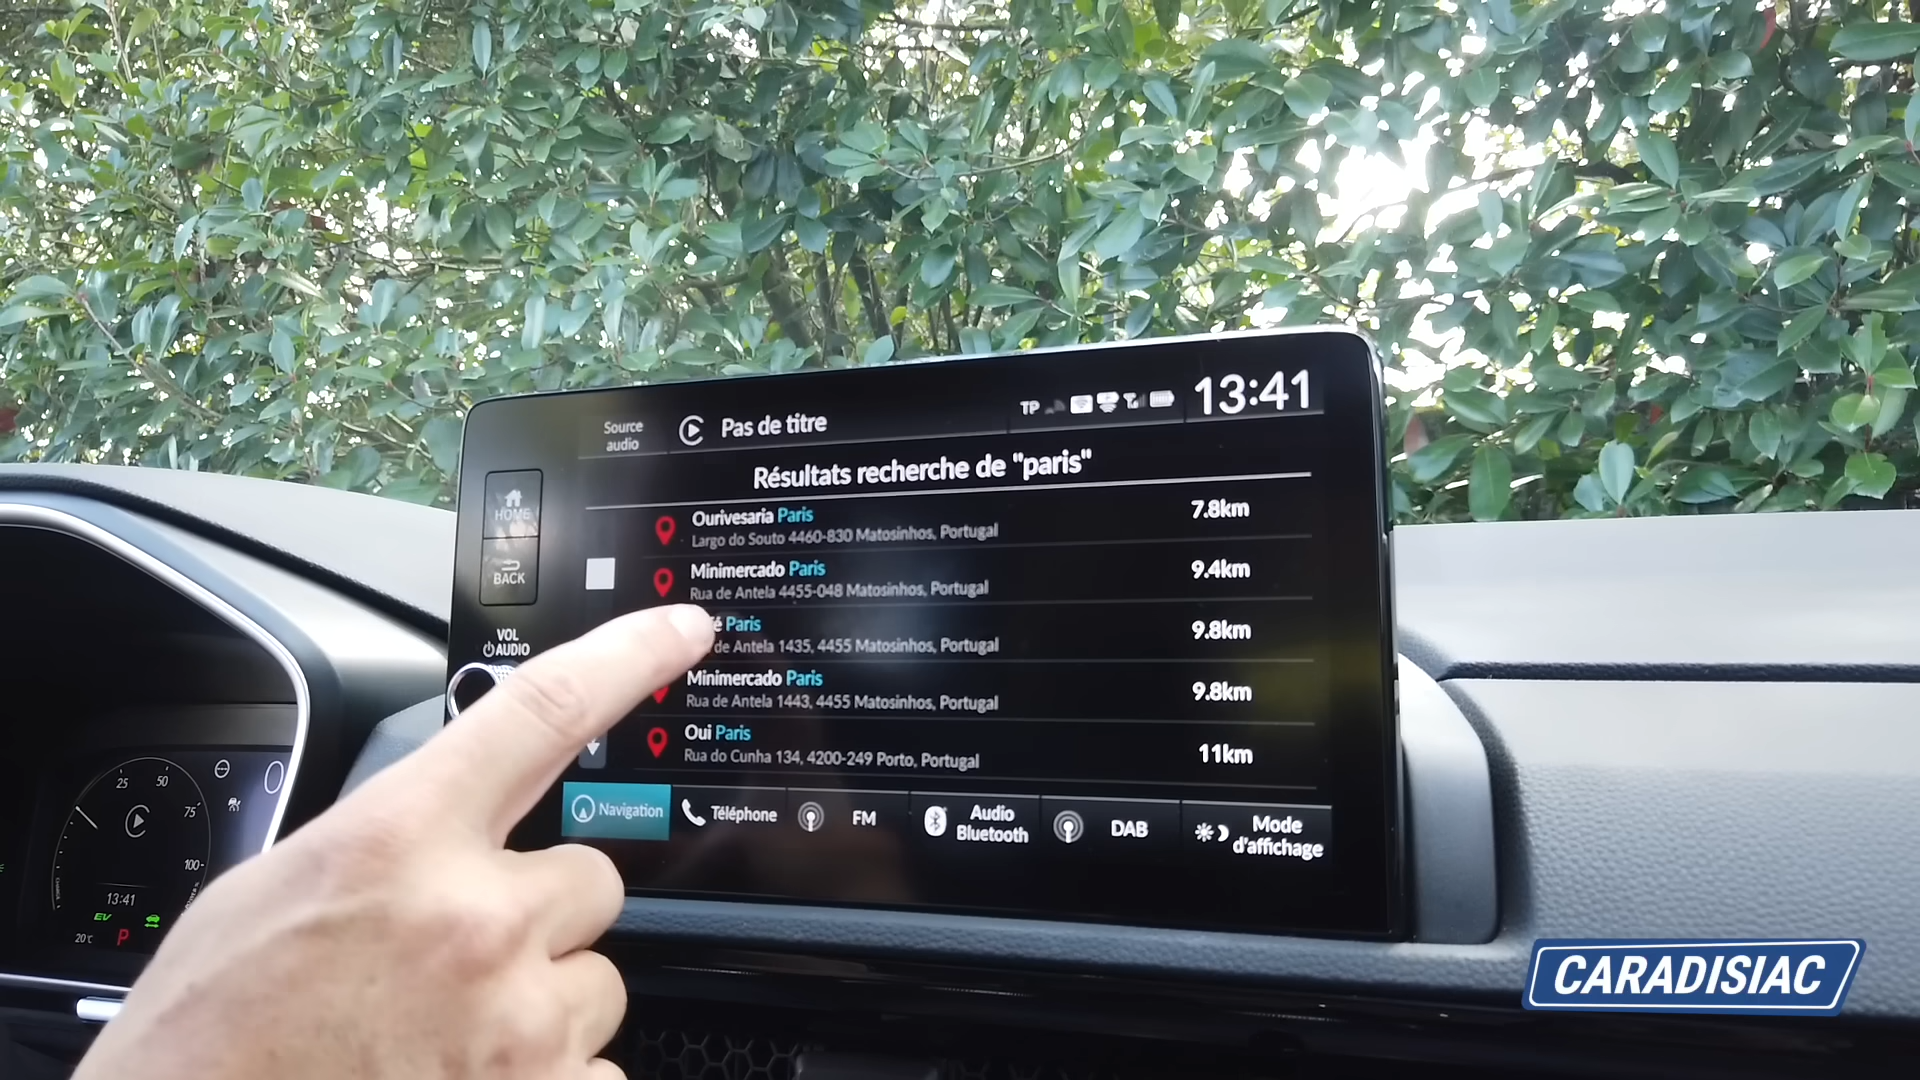 Source
audio
Pas de titre
TP
13:41
Résultats recherche de "paris"
HOME
BACK
VOL
AUDIO
Ourivesaria Paris
7.8km
Largo do Souto 4460-830 Matosinhos, Portugal
Minimercado Paris
9.4km
Rua de Antela 4455-048 Matosinhos, Portugal
é Paris
9.8km
de Antela 1435, 4455 Matosinhos, Portugal
Minimercado Paris
9.8km
Rua de Antela 1443, 4455 Matosinhos, Portugal
Oui Paris
11km
Rua do Cunha 134, 4200-249 Porto, Portugal
Navigation
Téléphone
FM
Audio
Bluetooth
DAB
Mode
d'affichage
25
50
75
100
0
13:41
EV
20°C
P
CARADISIAC